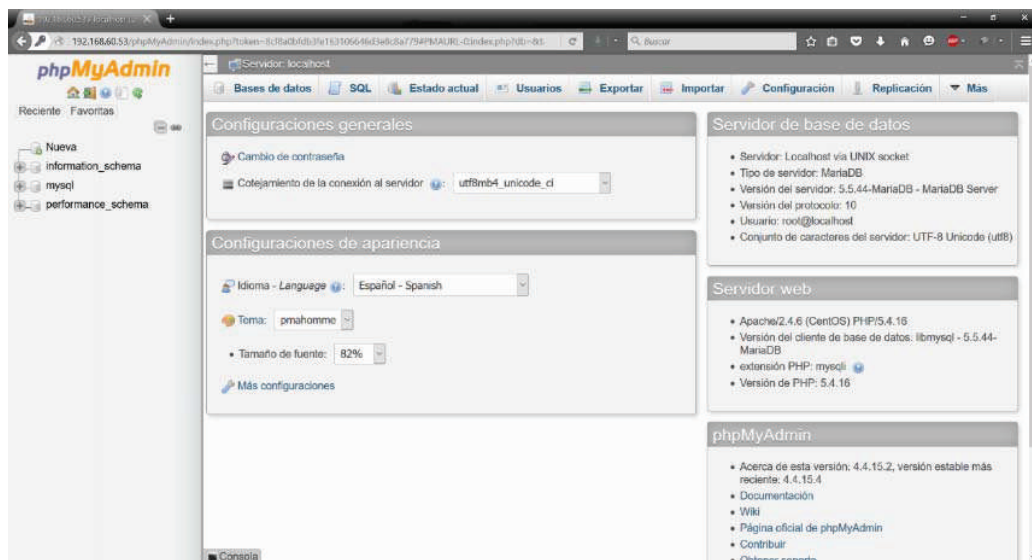 192.168.60.53/phpMyAdmin/index.php?token=
Buscar
phpMyAdmin
Reciente Favoritas
Nueva
information_schema
mysql
performance_schema
Servidor: localhost
Bases de datos SQL Estado actual Usuarios Exportar Importar Configuración Replicación Más
Configuraciones generales
Cambio de contraseña
Cotejamiento de la conexión al servidor : utf8mb4_unicode_ci
Configuraciones de apariencia
Idioma - Language : Español - Spanish
Tema: pmahomme
• Tamaño de fuente: 82%
Más configuraciones
Servidor de base de datos
• Servidor: Localhost via UNIX socket
• Tipo de servidor: MariaDB
• Versión del servidor: 5.5.44-MariaDB - MariaDB Server
• Versión del protocolo: 10
• Usuario: root@localhost
• Conjunto de caracteres del servidor: UTF-8 Unicode (utf8)
Servidor web
• Apache/2.4.6 (CentOS) PHP/5.4.16
• Versión del cliente de base de datos: libmysql - 5.5.44-
MariaDB
• extensión PHP: mysqli
• Versión de PHP: 5.4.16
phpMyAdmin
• Acerca de esta versión: 4.4.15.2, versión estable más
reciente: 4.4.15.4
• Documentación
• Wiki
• Página oficial de phpMyAdmin
• Contribuir
• Obtener soporte
Consola